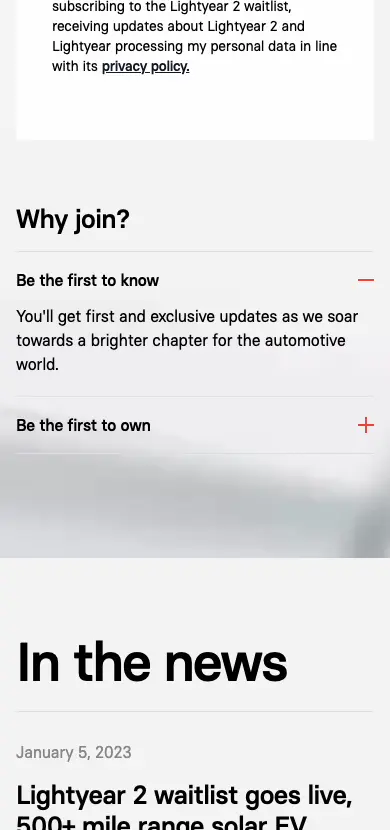 subscribing to the Lightyear 2 waitlist,
receiving updates about Lightyear 2 and
Lightyear processing my personal data in line
with its privacy policy.
Why join?
Be the first to know
You'll get first and exclusive updates as we soar
towards a brighter chapter for the automotive
world.
Be the first to own
In the news
January 5, 2023
Lightyear 2 waitlist goes live,
500+ mile range solar EV